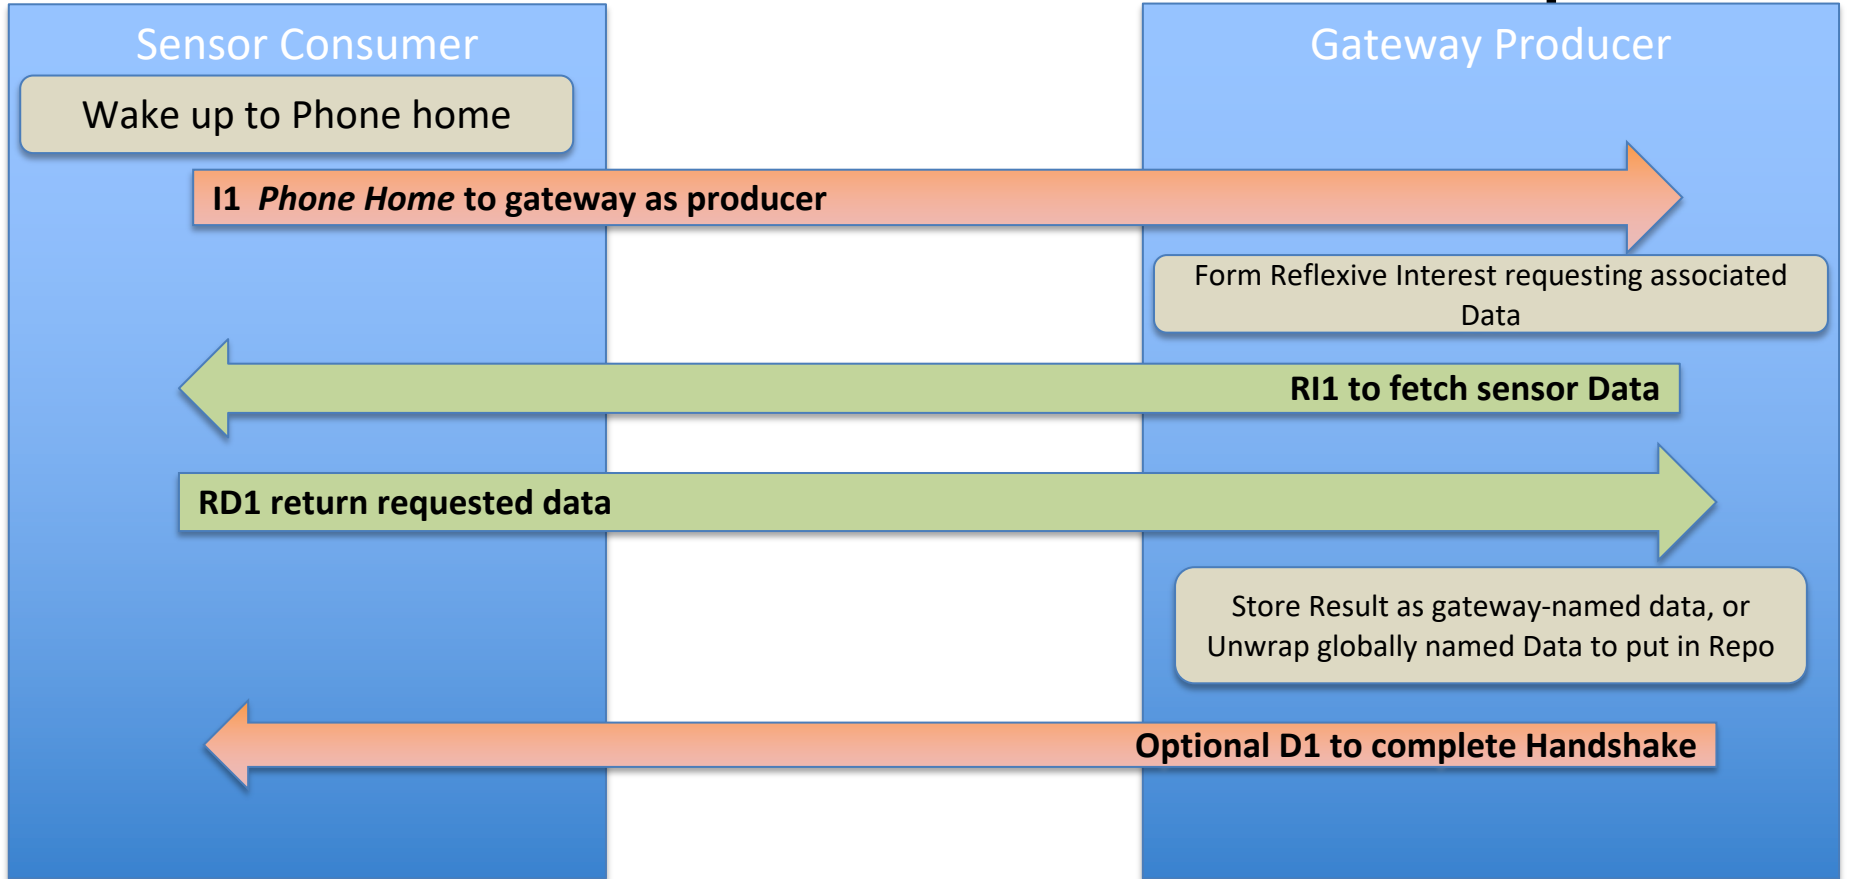 Sensor Consumer
Gateway Producer
Wake up to Phone home
I1 Phone Home to gateway as producer
Form Reflexive Interest requesting associated
Data
RI1 to fetch sensor Data
RD1 return requested data
Store Result as gateway-named data, or
Unwrap globally named Data to put in Repo
Optional D1 to complete Handshake